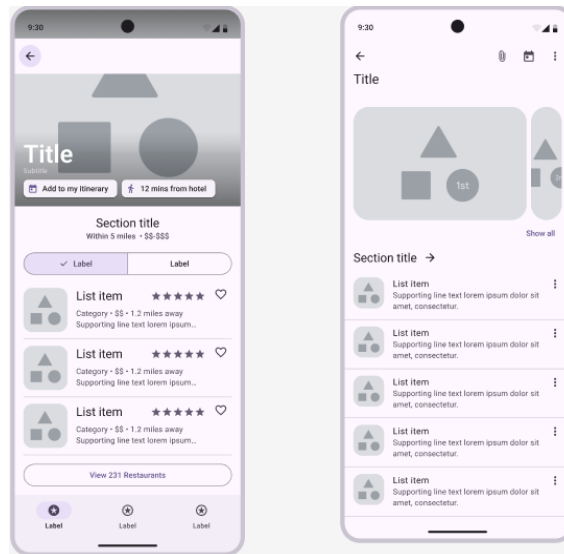 9:30
Title
Subtitle
Add to my itinerary
12 mins from hotel
Section title
Within 5 miles • $$-$$$
Label
Label
List item
Category • $$ • 1.2 miles away
Supporting line text lorem ipsum...
List item
Category • $$ • 1.2 miles away
Supporting line text lorem ipsum...
List item
Category • $$ • 1.2 miles away
Supporting line text lorem ipsum...
View 231 Restaurants
Label
Label
Label
9:30
Title
1st
Show all
Section title
List item
Supporting line text lorem ipsum dolor sit
amet, consectetur.
List item
Supporting line text lorem ipsum dolor sit
amet, consectetur.
List item
Supporting line text lorem ipsum dolor sit
amet, consectetur.
List item
Supporting line text lorem ipsum dolor sit
amet, consectetur.
List item
Supporting line text lorem ipsum dolor sit
amet, consectetur.